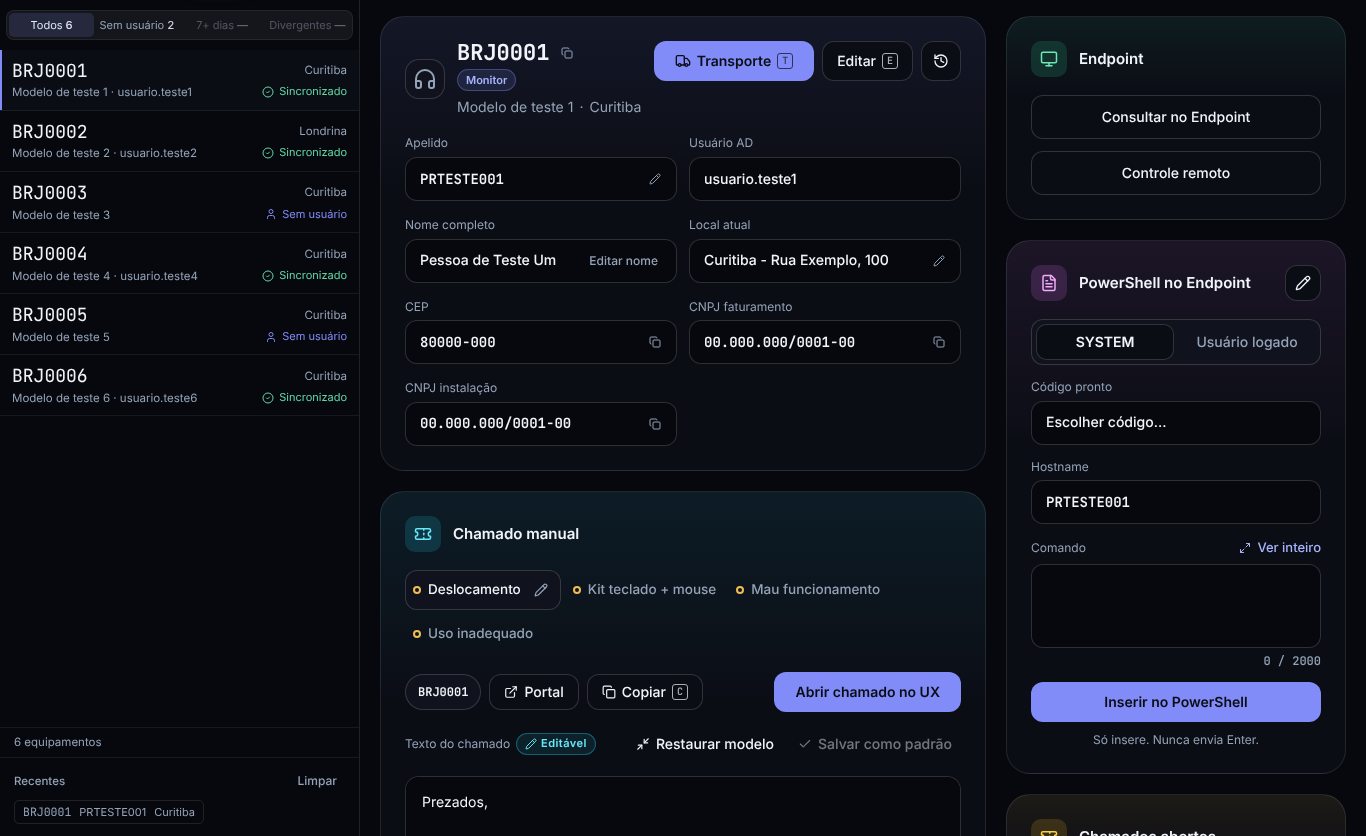 Todos 6 Sem usuário 2 7+ dias — Divergentes —
BRJ0001 Curitiba
Modelo de teste 1 · usuario.teste1 Sincronizado
BRJ0002 Londrina
Modelo de teste 2 · usuario.teste2 Sincronizado
BRJ0003 Curitiba
Modelo de teste 3 Sem usuário
BRJ0004 Curitiba
Modelo de teste 4 · usuario.teste4 Sincronizado
BRJ0005 Curitiba
Modelo de teste 5 Sem usuário
BRJ0006 Curitiba
Modelo de teste 6 · usuario.teste6 Sincronizado
6 equipamentos
Recentes Limpar
BRJ0001 PRTESTE001 Curitiba
BRJ0001
Monitor
Modelo de teste 1 · Curitiba
Transporte T Editar E
Apelido Usuário AD
PRTESTE001 usuario.teste1
Nome completo Local atual
Pessoa de Teste Um Editar nome Curitiba - Rua Exemplo, 100
CEP CNPJ faturamento
80000-000 00.000.000/0001-00
CNPJ instalação
00.000.000/0001-00
Chamado manual
Deslocamento Kit teclado + mouse Mau funcionamento
Uso inadequado
BRJ0001 Portal Copiar C Abrir chamado no UX
Texto do chamado Editável Restaurar modelo Salvar como padrão
Prezados,
Endpoint
Consultar no Endpoint
Controle remoto
PowerShell no Endpoint
SYSTEM Usuário logado
Código pronto
Escolher código...
Hostname
PRTESTE001
Comando Ver inteiro
0 / 2000
Inserir no PowerShell
Só insere. Nunca envia Enter.
Chamados abertos